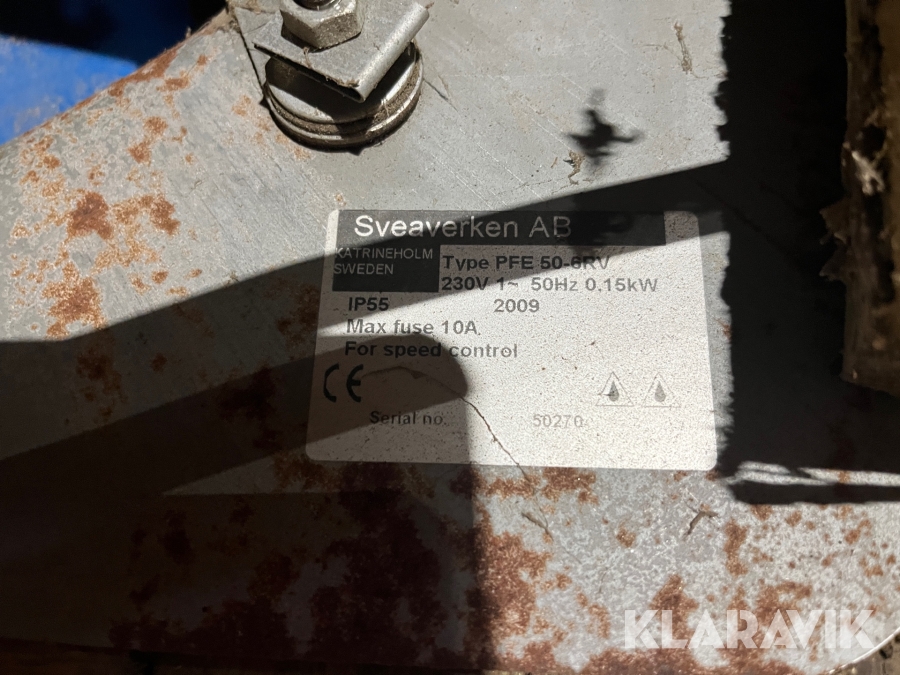 Sveaverken AB
KATRINEHOLM
SWEDEN
Type PFE 50-6RV
230V 1~ 50Hz 0.15kW
IP55 2009
Max fuse 10A.
For speed control
CE
Serial no. 50270
KLARAVIK